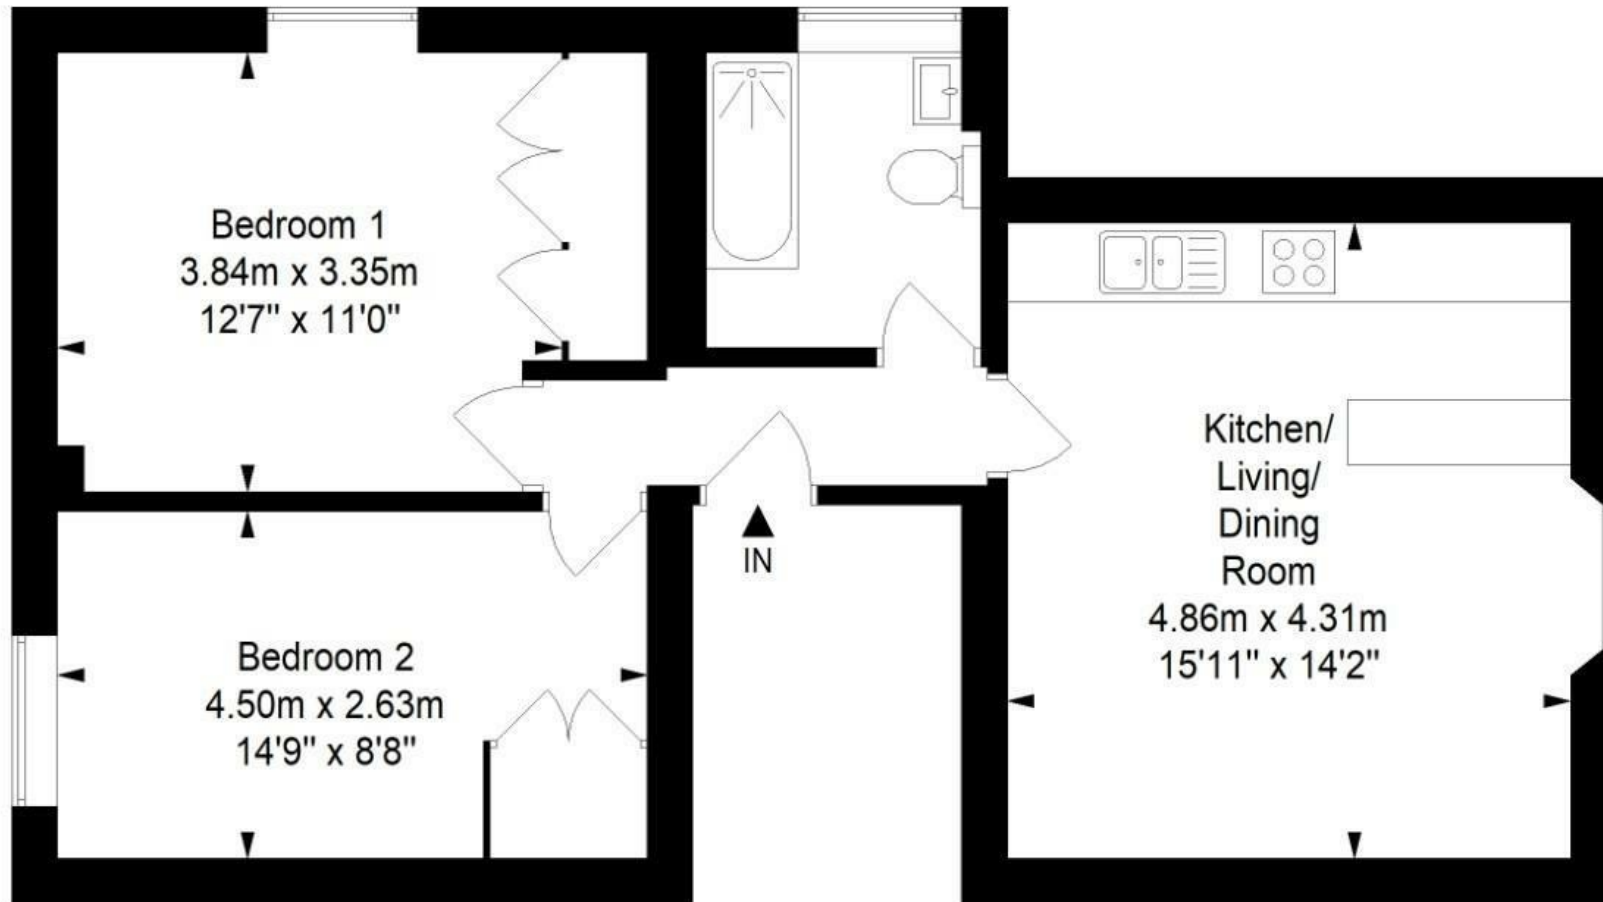 Bedroom 1
3.84m x 3.35m
12'7" x 11'0"
Kitchen/
Living/
Dining
Room
4.86m x 4.31m
15'11" x 14'2"
IN
Bedroom 2
4.50m x 2.63m
14'9" x 8'8"